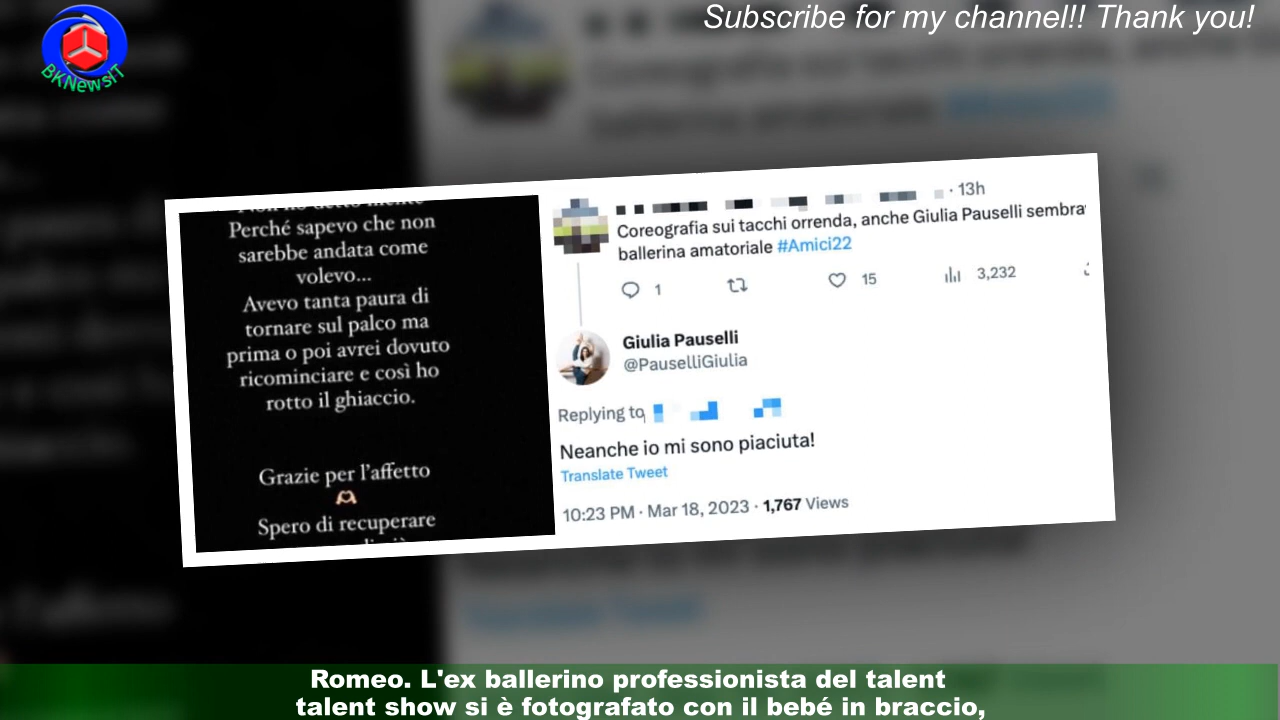 Subscribe for my channel!! Thank you!
BKNewsIT
Perché sapevo che non
sarebbe andata come
volevo...
Avevo tanta paura di
tornare sul palco ma
prima o poi avrei dovuto
ricominciare e così ho
rotto il ghiaccio.
Grazie per l'affetto
Spero di recuperare
· 13h
Coreografia sui tacchi orrenda, anche Giulia Pauselli sembra
ballerina amatoriale #Amici22
1
15
3,232
Giulia Pauselli
@PauselliGiulia
Replying to
Neanche io mi sono piaciuta!
Translate Tweet
10:23 PM · Mar 18, 2023 · 1,767 Views
Romeo. L'ex ballerino professionista del talent
talent show si è fotografato con il bebé in braccio,